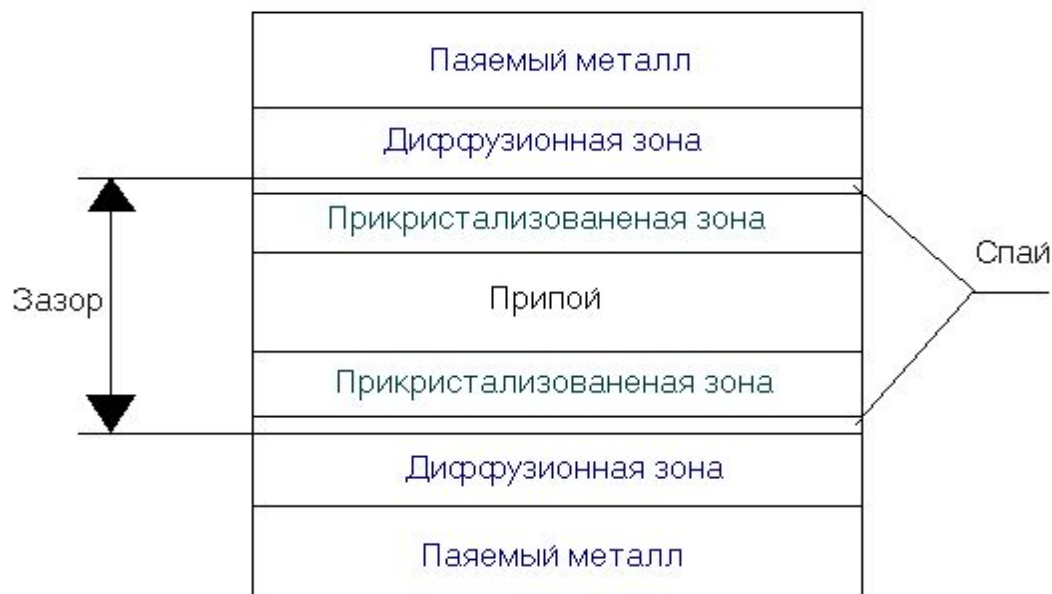 Паяемый металл
Диффузионная зона
Прикристализованеная зона
Спай
Зазор
Припой
Прикристализованеная зона
Диффузионная зона
Паяемый металл